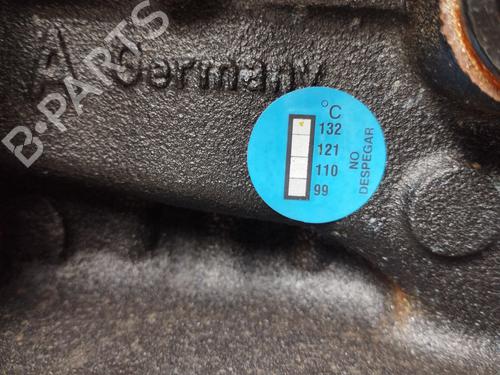 B-PARTS
Germany
°C
132
121
110
99
NO
DESPEGAR